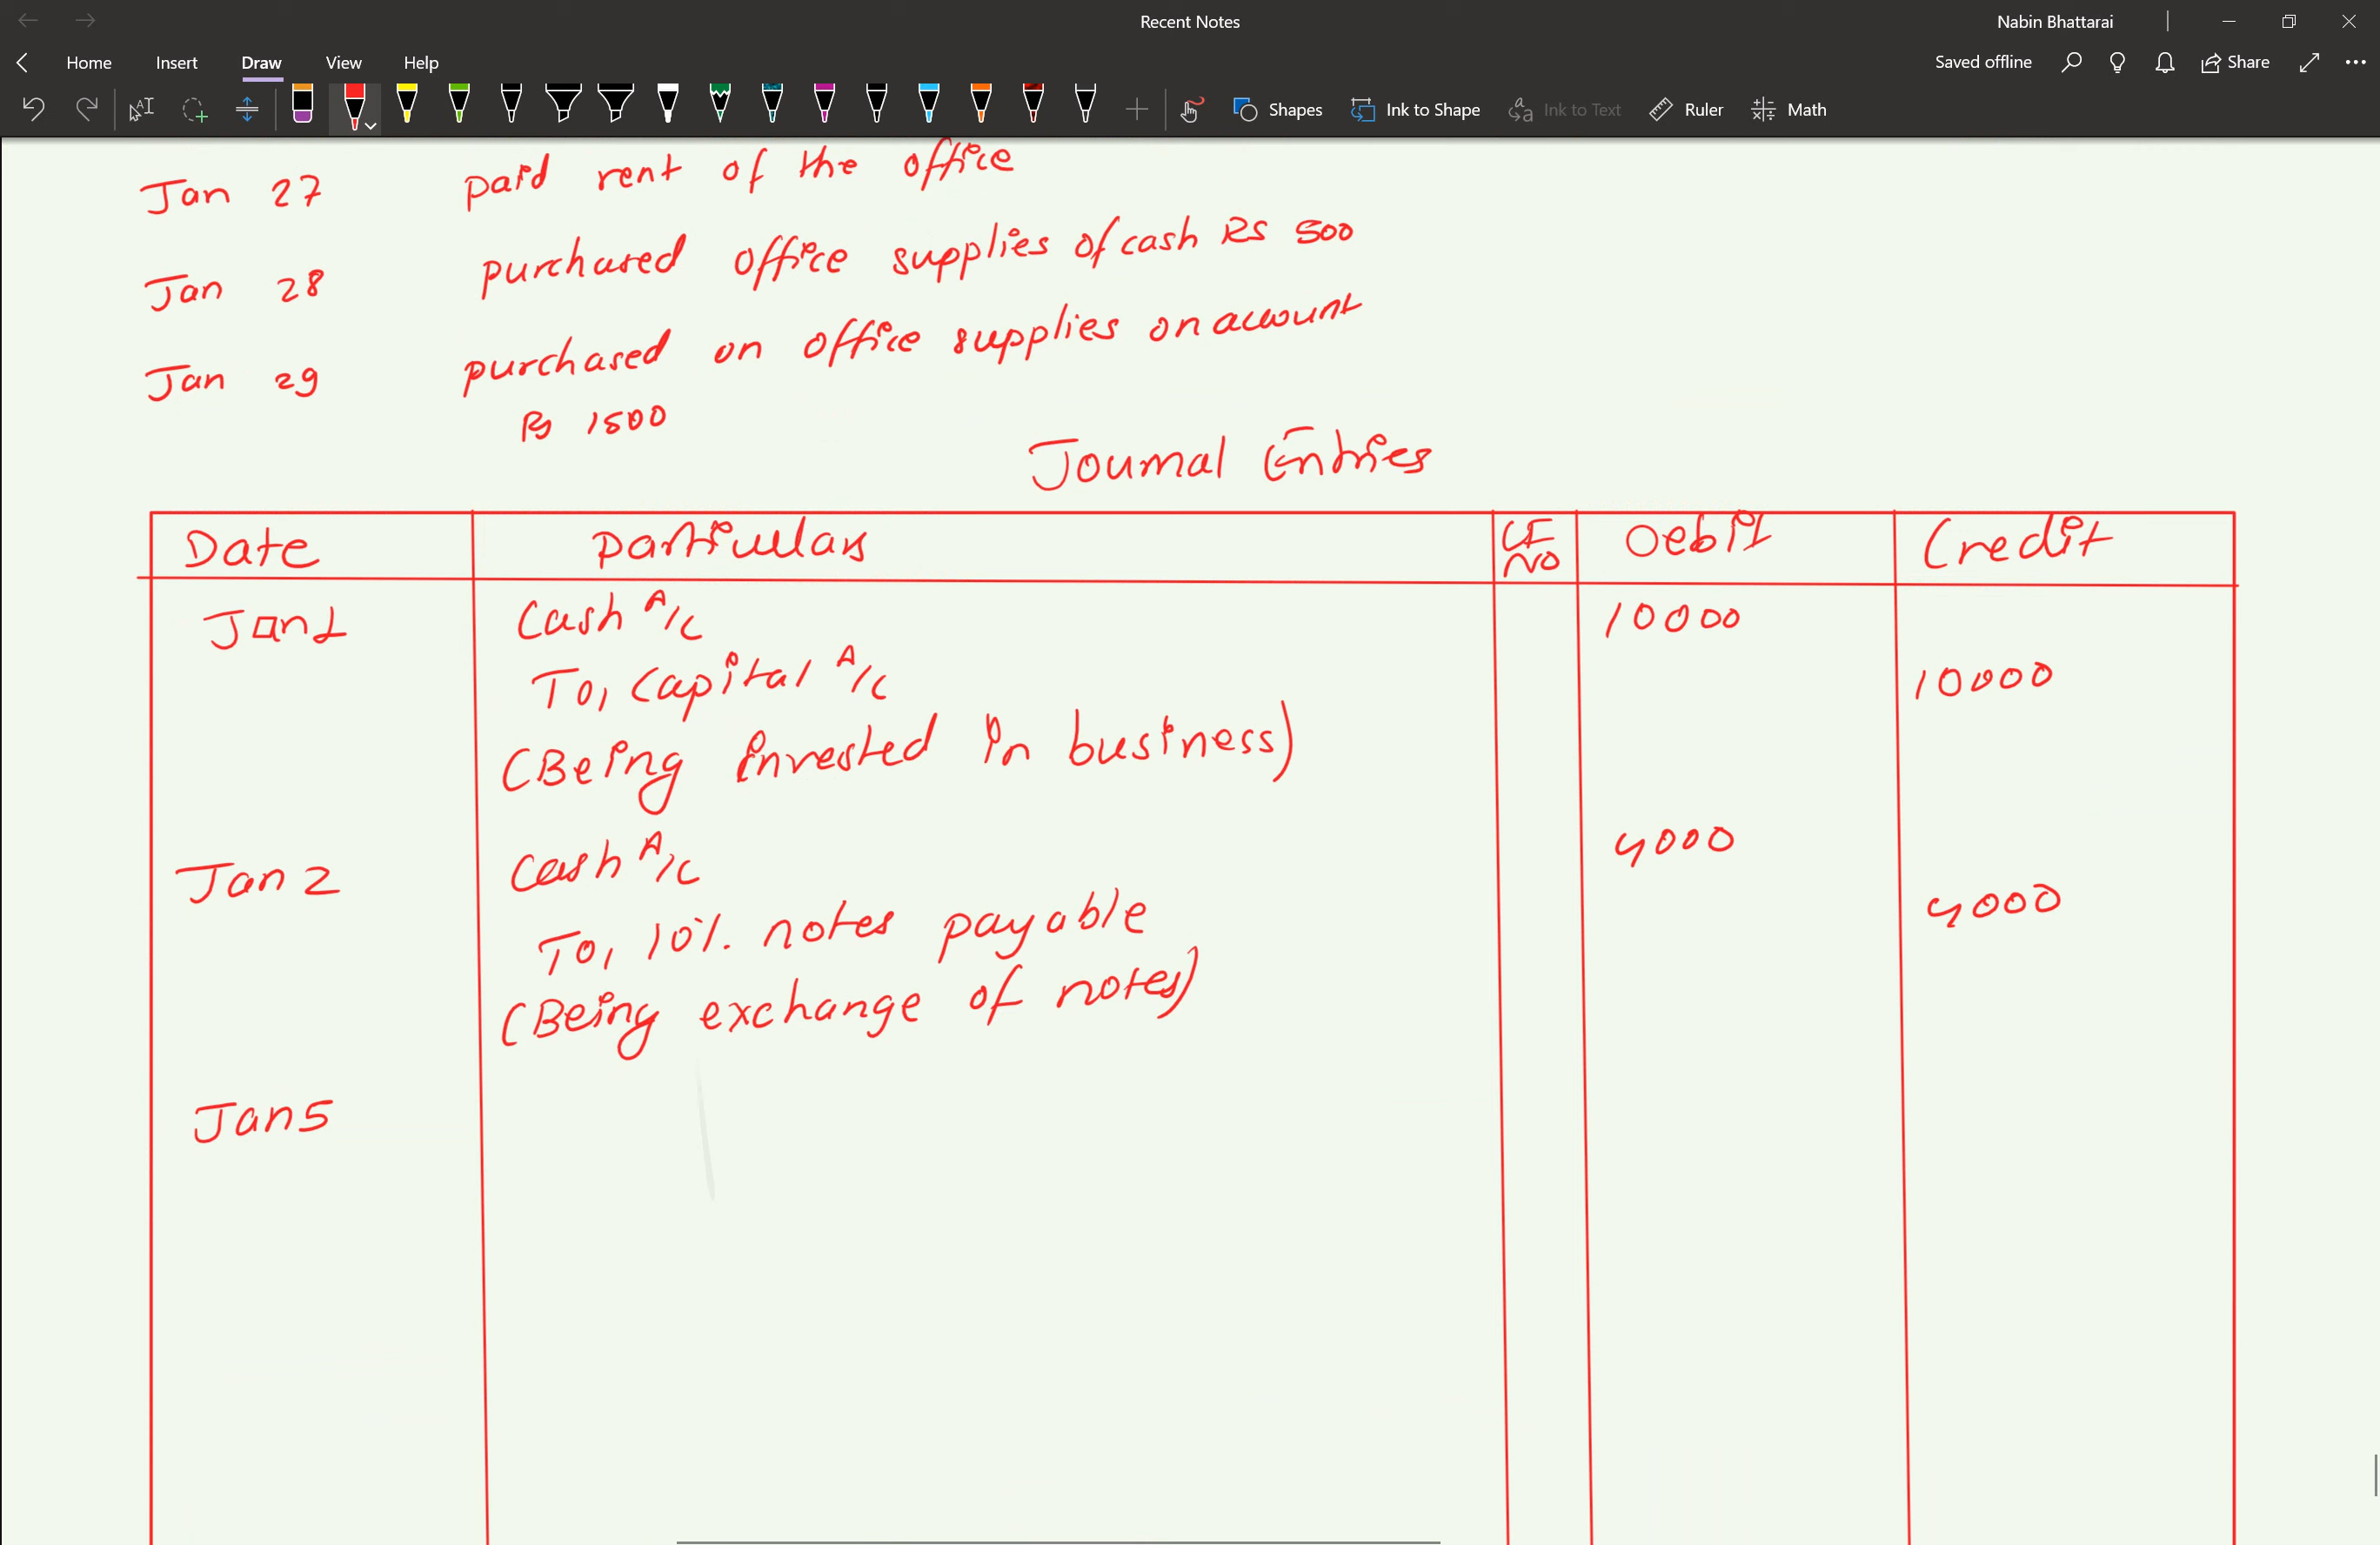 Recent Notes
Nabin Bhattarai
Home Insert Draw View Help
Saved offline
Share
Shapes
Ink to Shape
Ink to Text
Ruler
Math
Jan 27 paid rent of the office
Jan 28 purchased office supplies of cash RS 500
Jan 29 purchased on office supplies on account
Rs 1500
Journal Entries
Date Particullars NO Debit Credit
Jan 1 Cash A/C 10000
To, Capital A/C 10000
(Being invested in business)
Jan 2 Cash A/C 4000
To, 10% notes payable 4000
(Being exchange of notes)
Jan 5